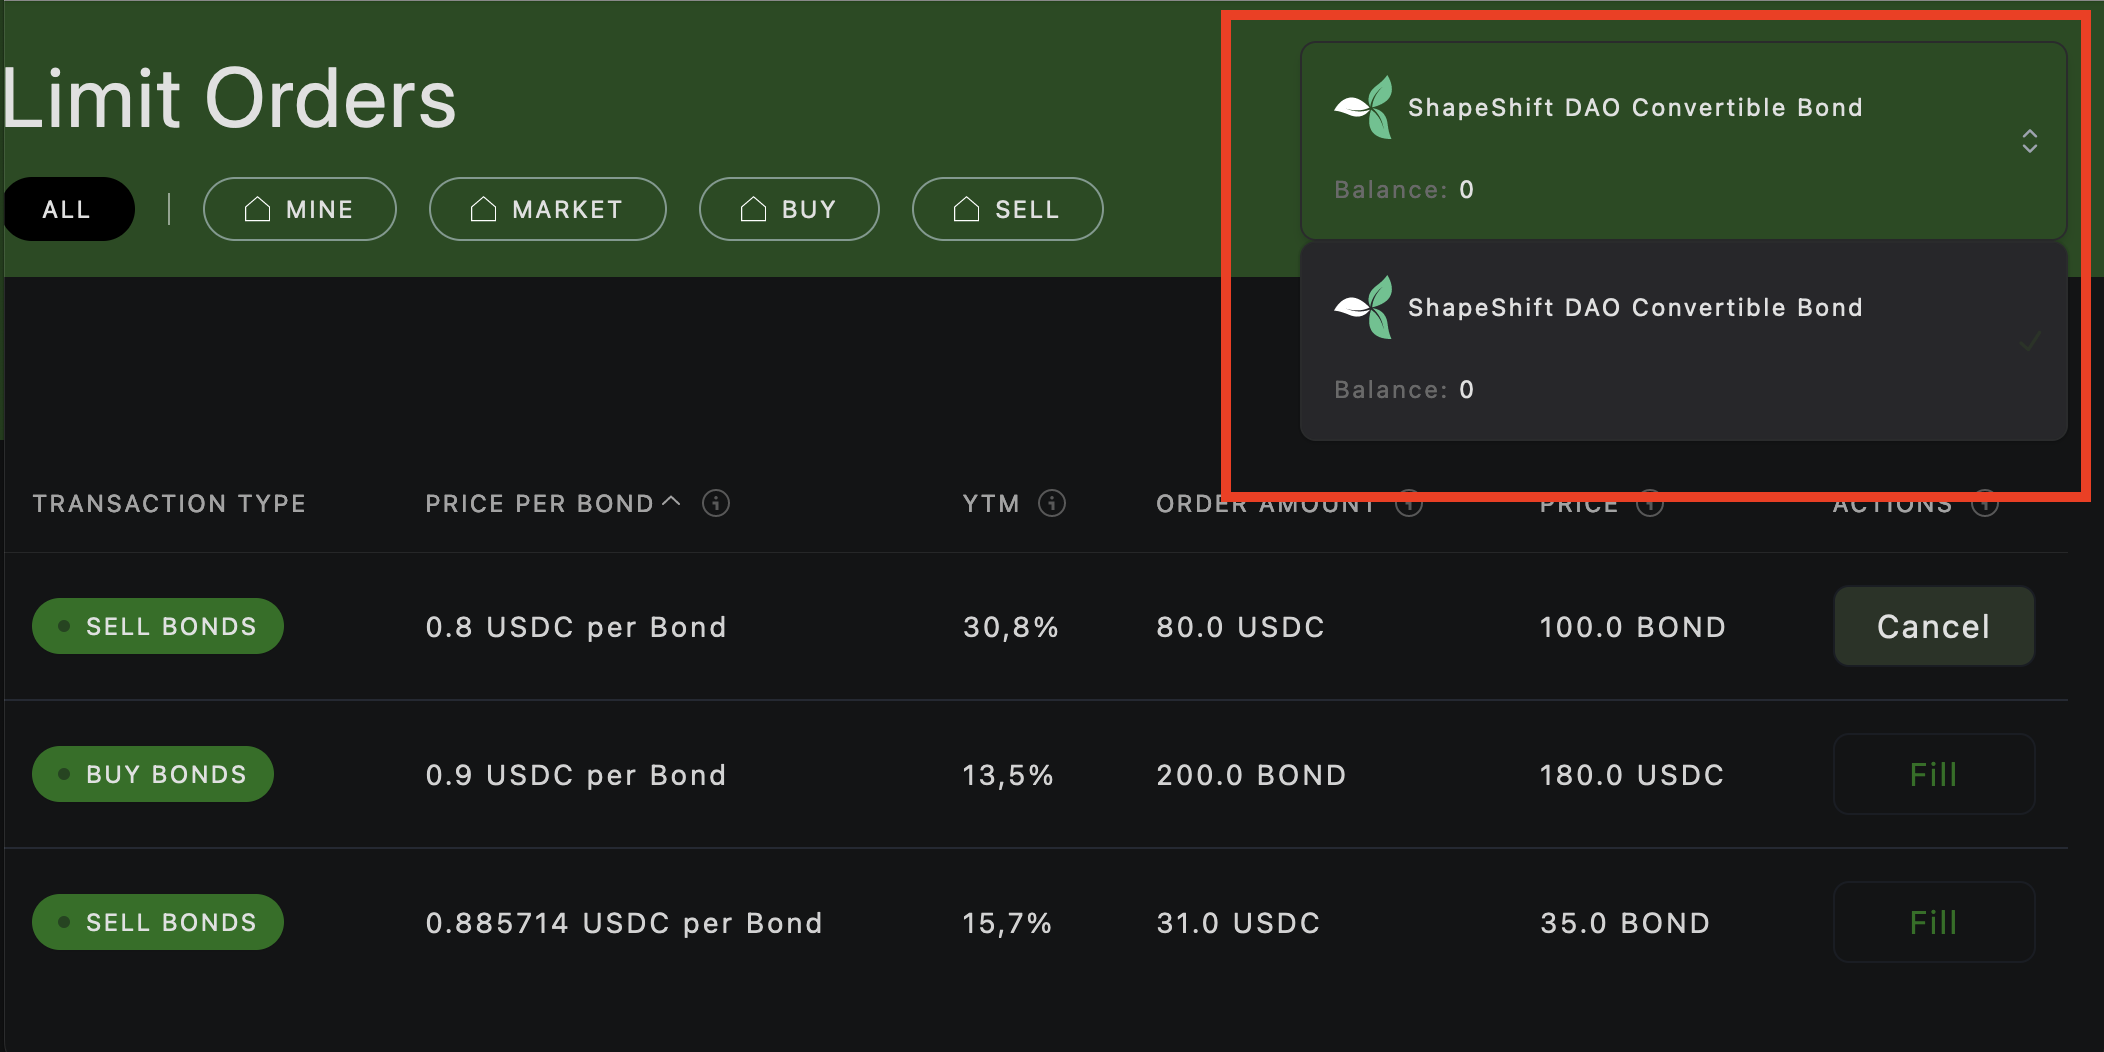 Limit Orders
ALL
MINE
MARKET
BUY
SELL
ShapeShift DAO Convertible Bond
Balance: 0
ShapeShift DAO Convertible Bond
Balance: 0
TRANSACTION TYPE
PRICE PER BOND
YTM
ORDER AMOUNT
PRICE
ACTIONS
SELL BONDS
0.8 USDC per Bond
30,8%
80.0 USDC
100.0 BOND
Cancel
BUY BONDS
0.9 USDC per Bond
13,5%
200.0 BOND
180.0 USDC
Fill
SELL BONDS
0.885714 USDC per Bond
15,7%
31.0 USDC
35.0 BOND
Fill